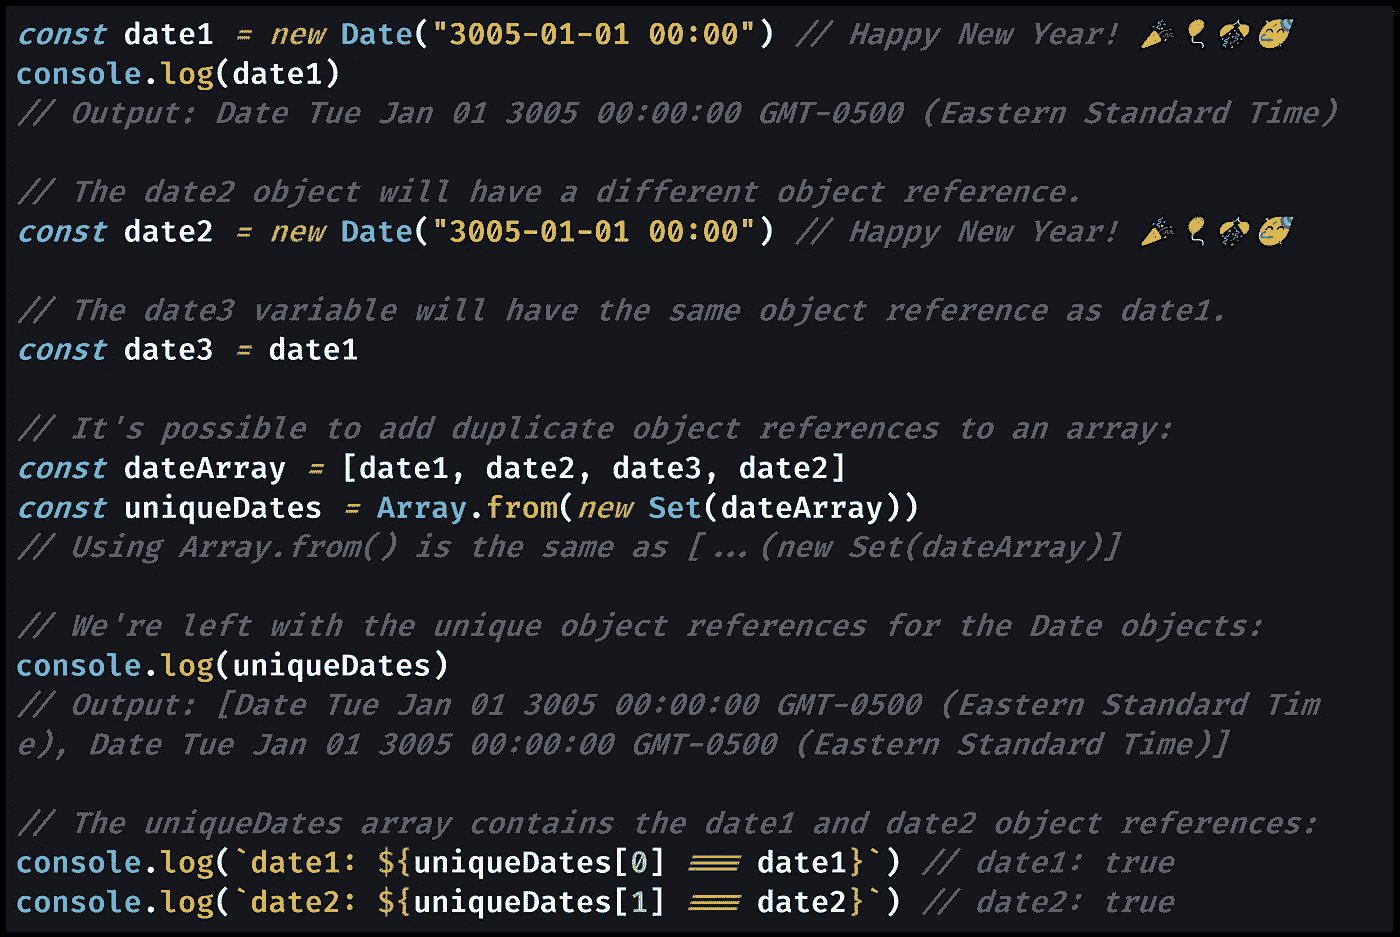 const date1 = new Date("3005-01-01 00:00") // Happy New Year! 🎉🎈🎊🥳
console.log(date1)
// Output: Date Tue Jan 01 3005 00:00:00 GMT-0500 (Eastern Standard Time)
// The date2 object will have a different object reference.
const date2 = new Date("3005-01-01 00:00") // Happy New Year! 🎉🎈🎊🥳
// The date3 variable will have the same object reference as date1.
const date3 = date1
// It's possible to add duplicate object references to an array:
const dateArray = [date1, date2, date3, date2]
const uniqueDates = Array.from(new Set(dateArray))
// Using Array.from() is the same as [...(new Set(dateArray)]
// We're left with the unique object references for the Date objects:
console.log(uniqueDates)
// Output: [Date Tue Jan 01 3005 00:00:00 GMT-0500 (Eastern Standard Tim
e), Date Tue Jan 01 3005 00:00:00 GMT-0500 (Eastern Standard Time)]
// The uniqueDates array contains the date1 and date2 object references:
console.log(`date1: ${uniqueDates[0] === date1}`) // date1: true
console.log(`date2: ${uniqueDates[1] === date2}`) // date2: true